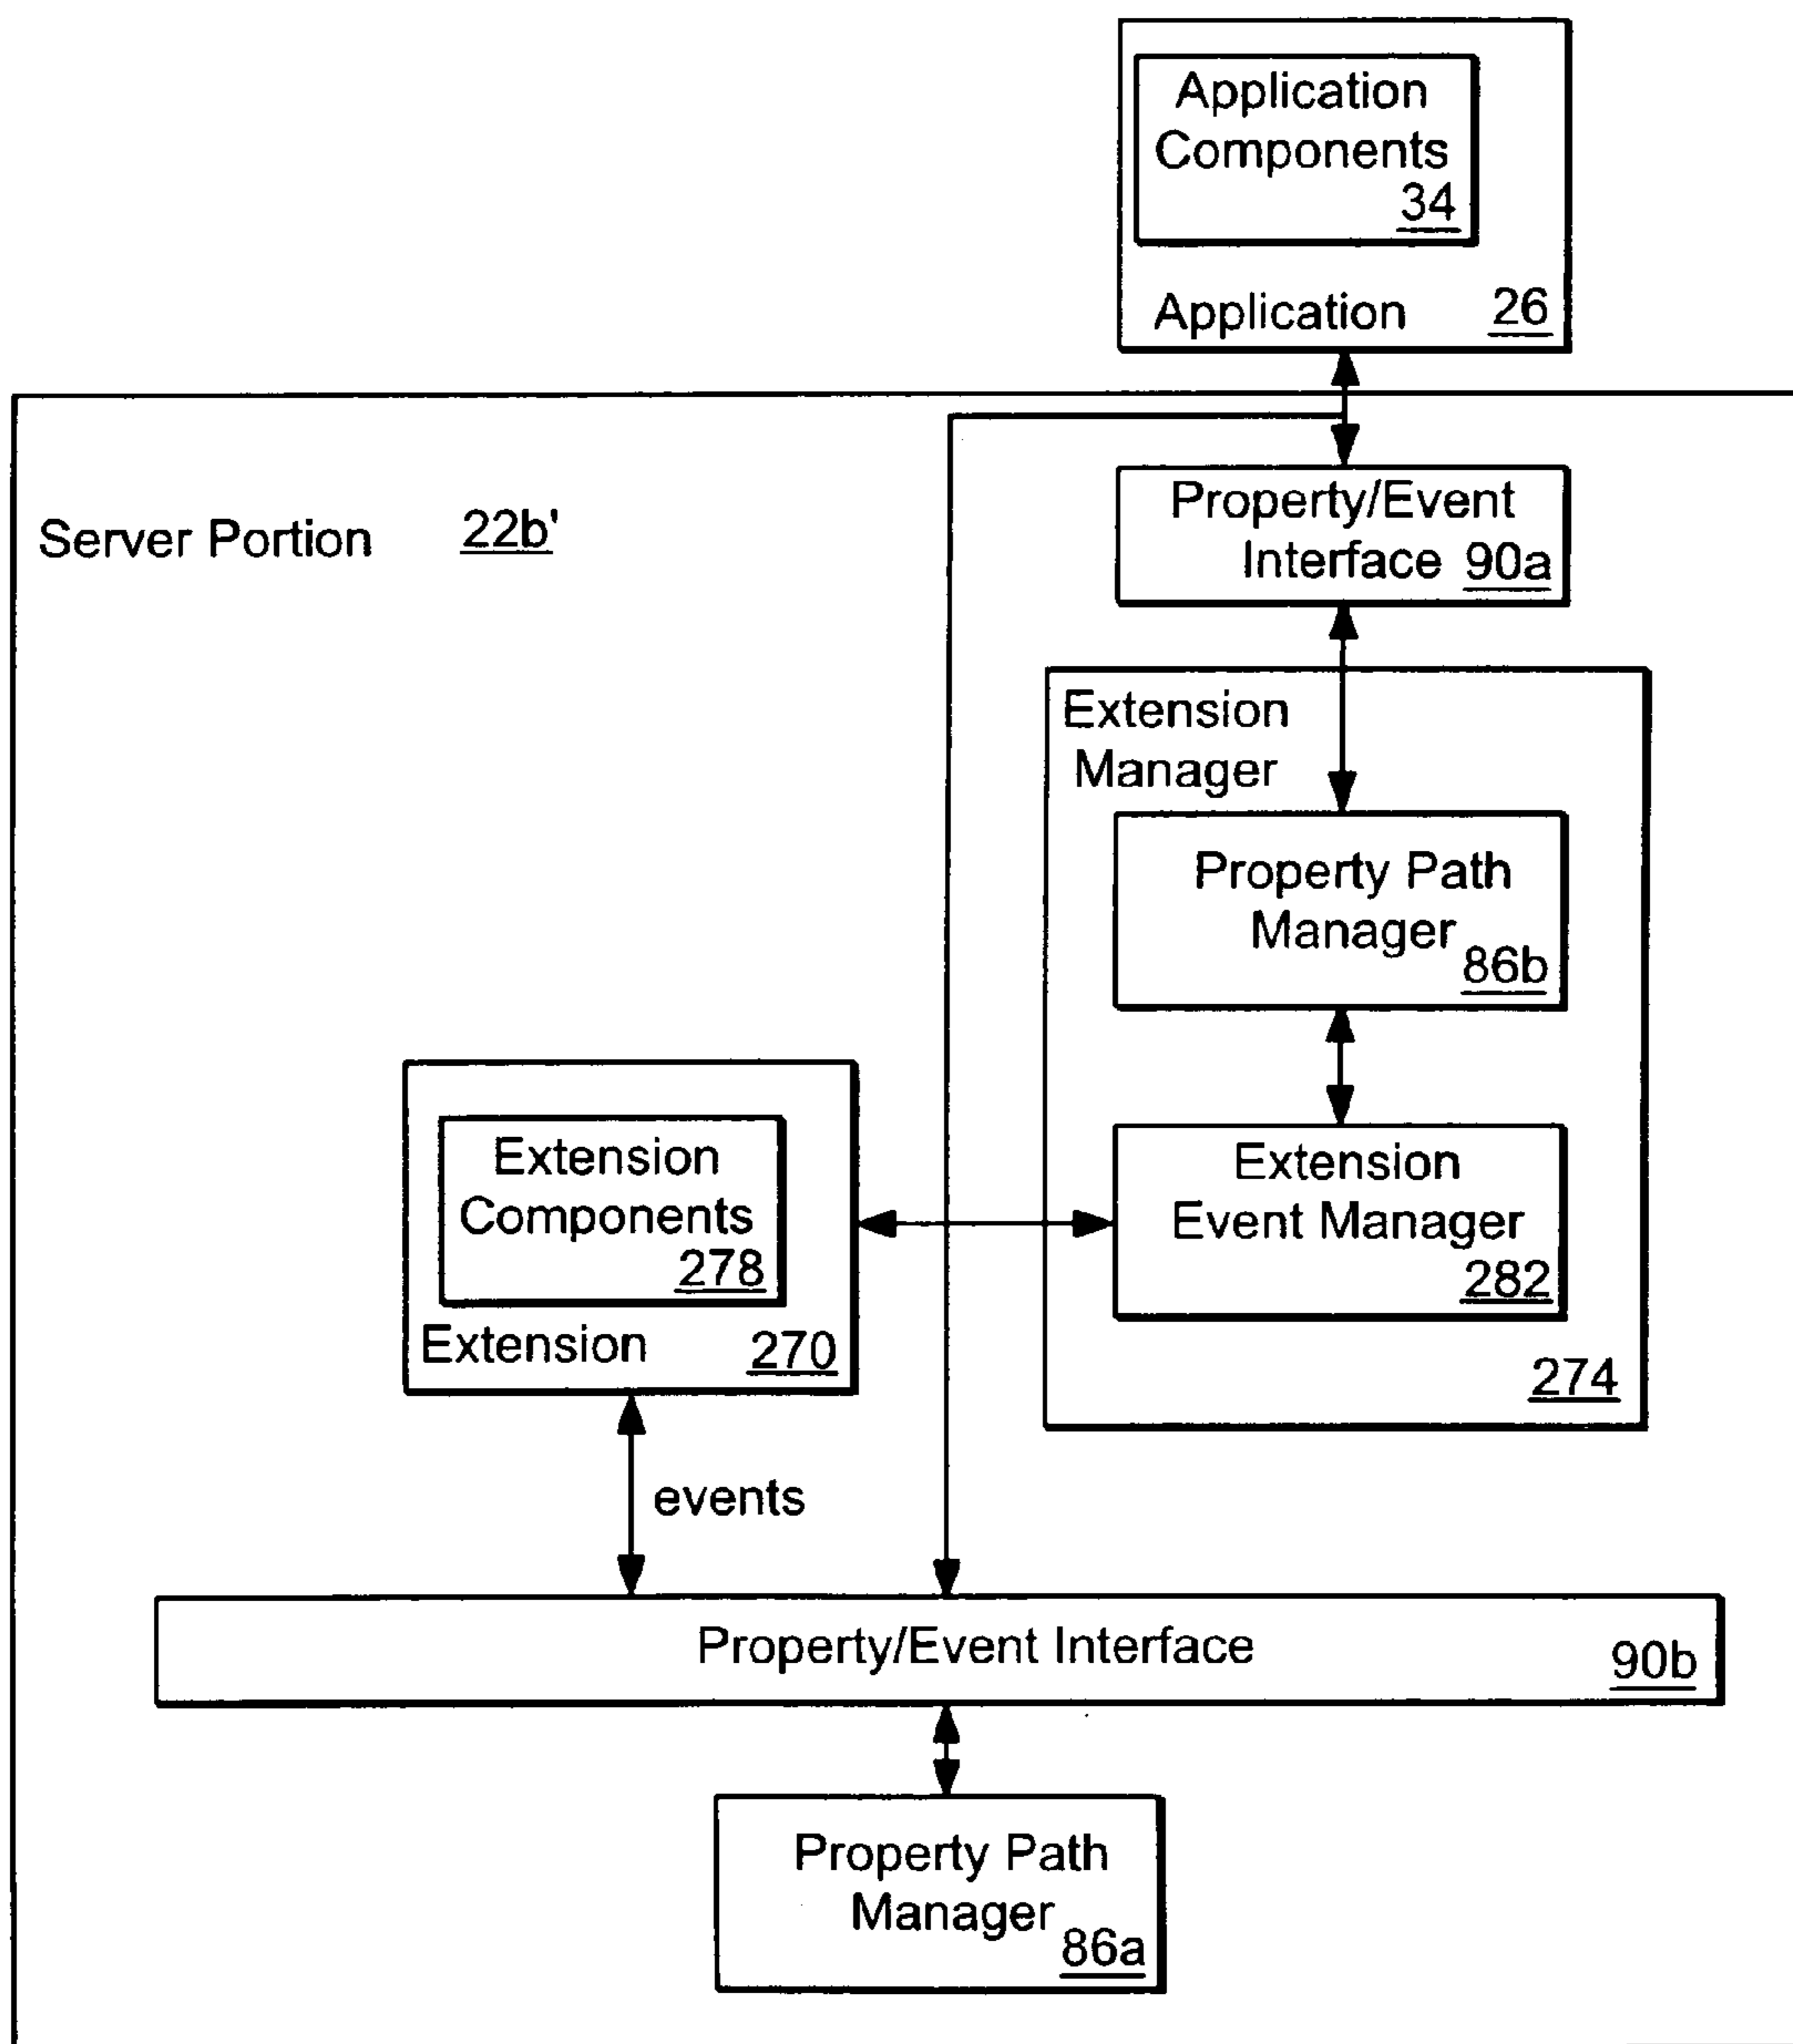 Application
Components
34
Application 26
Server Portion 22b'
Property/Event
Interface 90a
Extension
Manager
Property Path
Manager
86b
Extension
Components
278
Extension 270
Extension
Event Manager
282
274
events
Property/Event Interface 90b
Property Path
Manager
86a